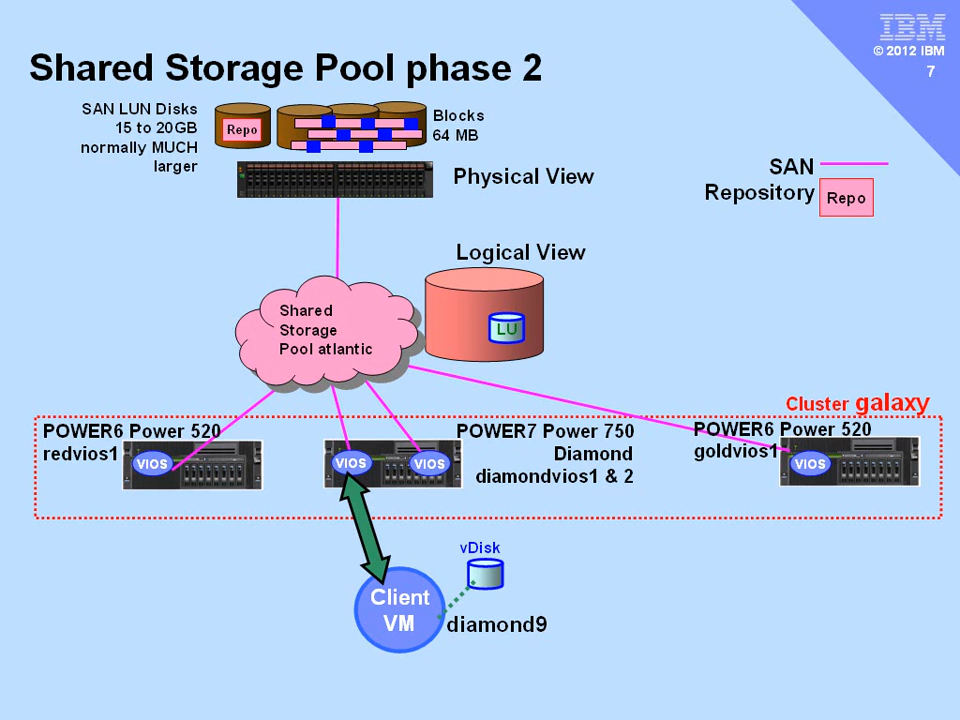 IBM
© 2012 IBM
7
Shared Storage Pool phase 2
SAN LUN Disks
15 to 20GB
normally MUCH
larger
Repo
Blocks
64 MB
Physical View
SAN
Repository
Repo
Logical View
LU
Shared
Storage
Pool atlantic
Cluster galaxy
POWER6 Power 520
redvios1
VIOS
VIOS
VIOS
POWER7 Power 750
Diamond
diamondvios1 & 2
POWER6 Power 520
goldvios1
VIOS
vDisk
Client
VM
diamond9